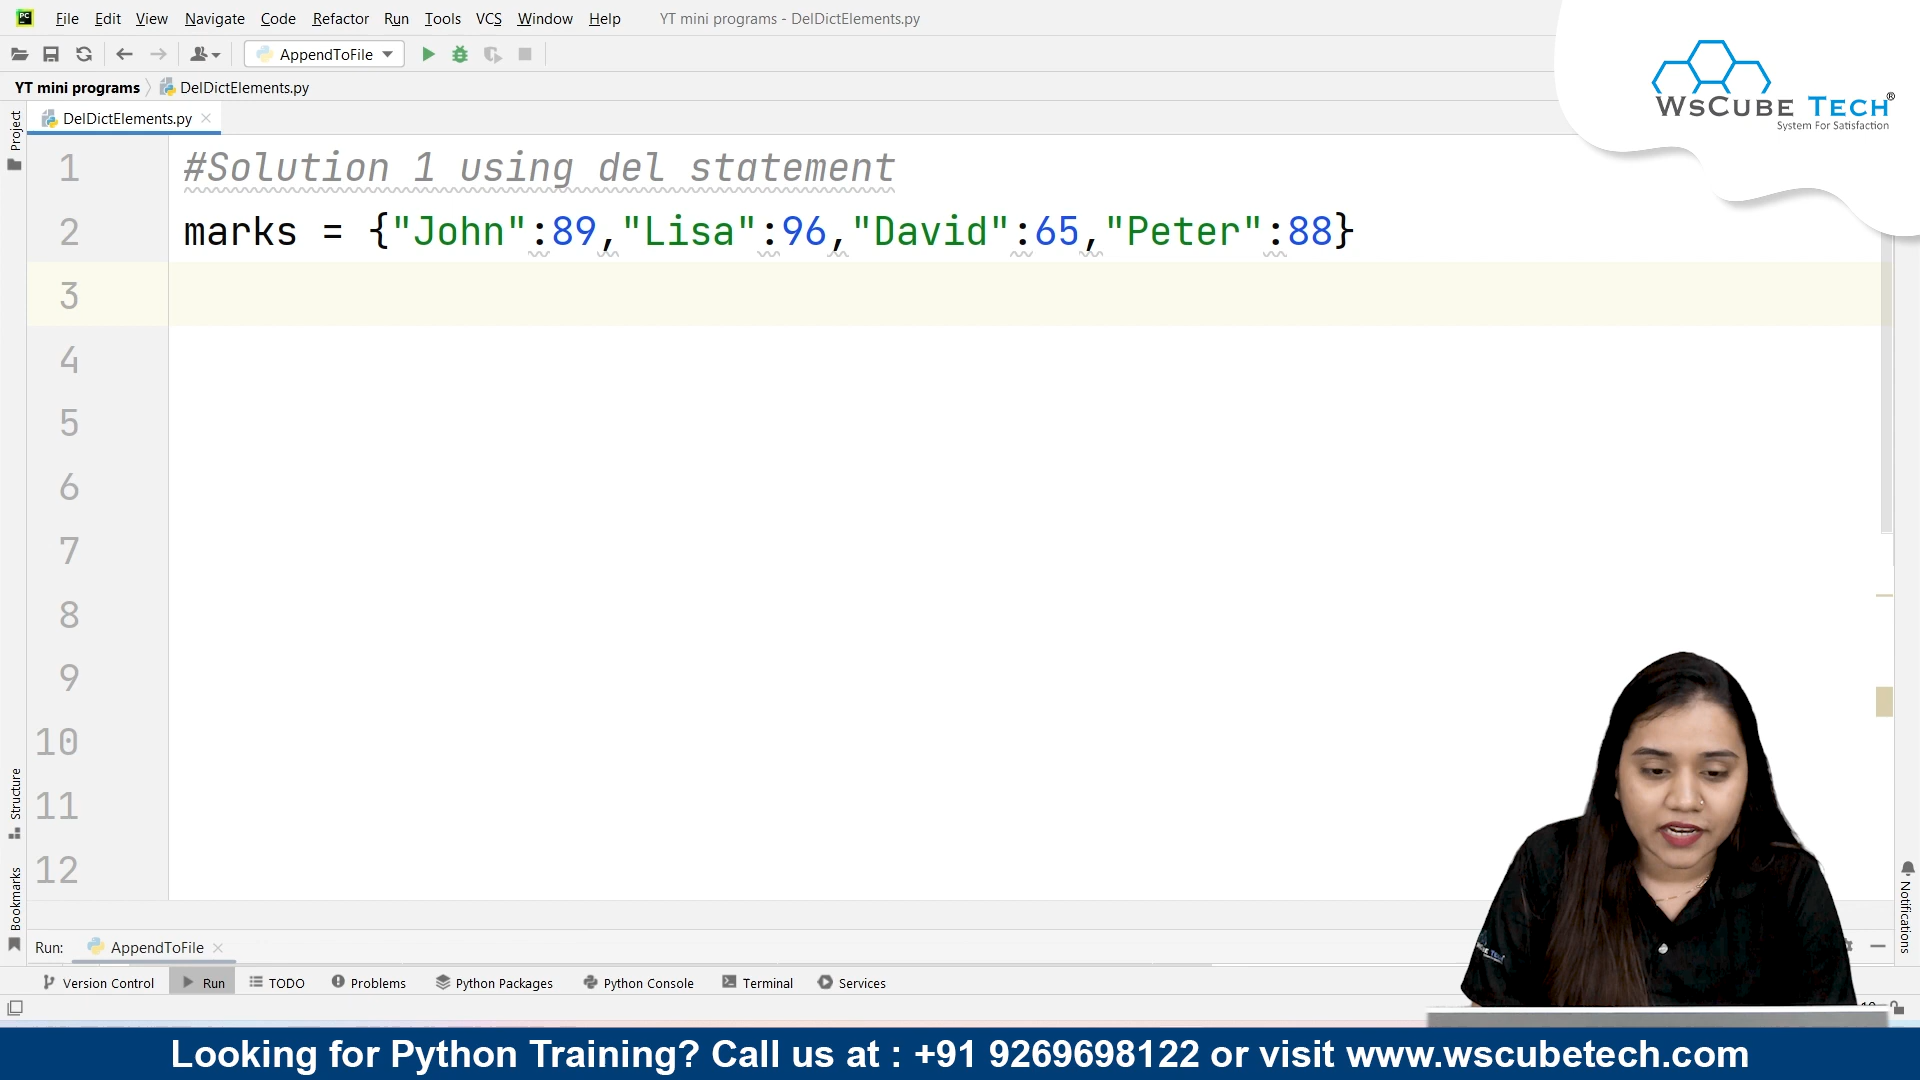 File Edit View Navigate Code Refactor Run Tools VCS Window Help YT mini programs - DelDictElements.py
AppendToFile
YT mini programs DelDictElements.py
DelDictElements.py
WsCube Tech®
System For Satisfaction
Project
1 #Solution 1 using del statement
2 marks = {"John":89,"Lisa":96,"David":65,"Peter":88}
3
4
5
6
7
8
9
10
11
12
Structure
Bookmarks
Notifications
Run: AppendToFile
Version Control Run TODO Problems Python Packages Python Console Terminal Services
Looking for Python Training? Call us at : +91 9269698122 or visit www.wscubetech.com